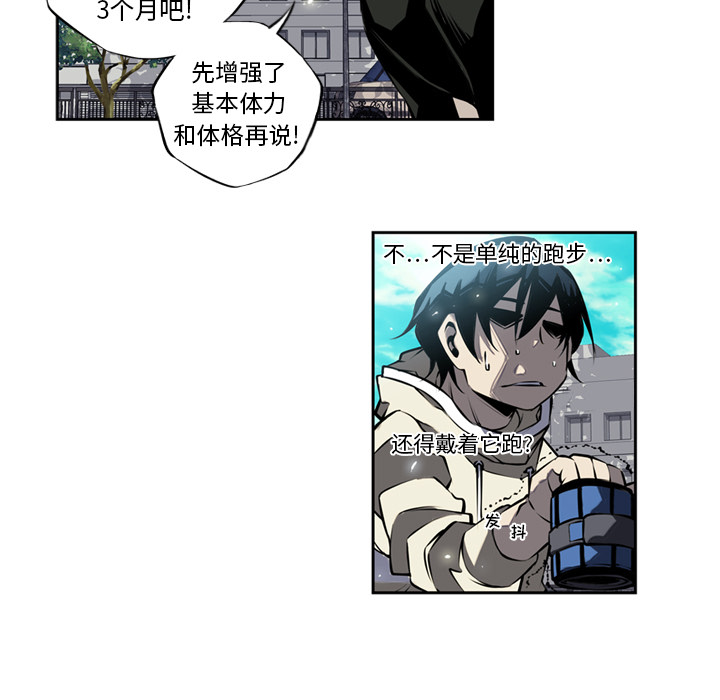 3个月吧!
先增强了
基本体力
和体格再说!
不...不是单纯的跑步...
还得戴着它跑?
发
抖